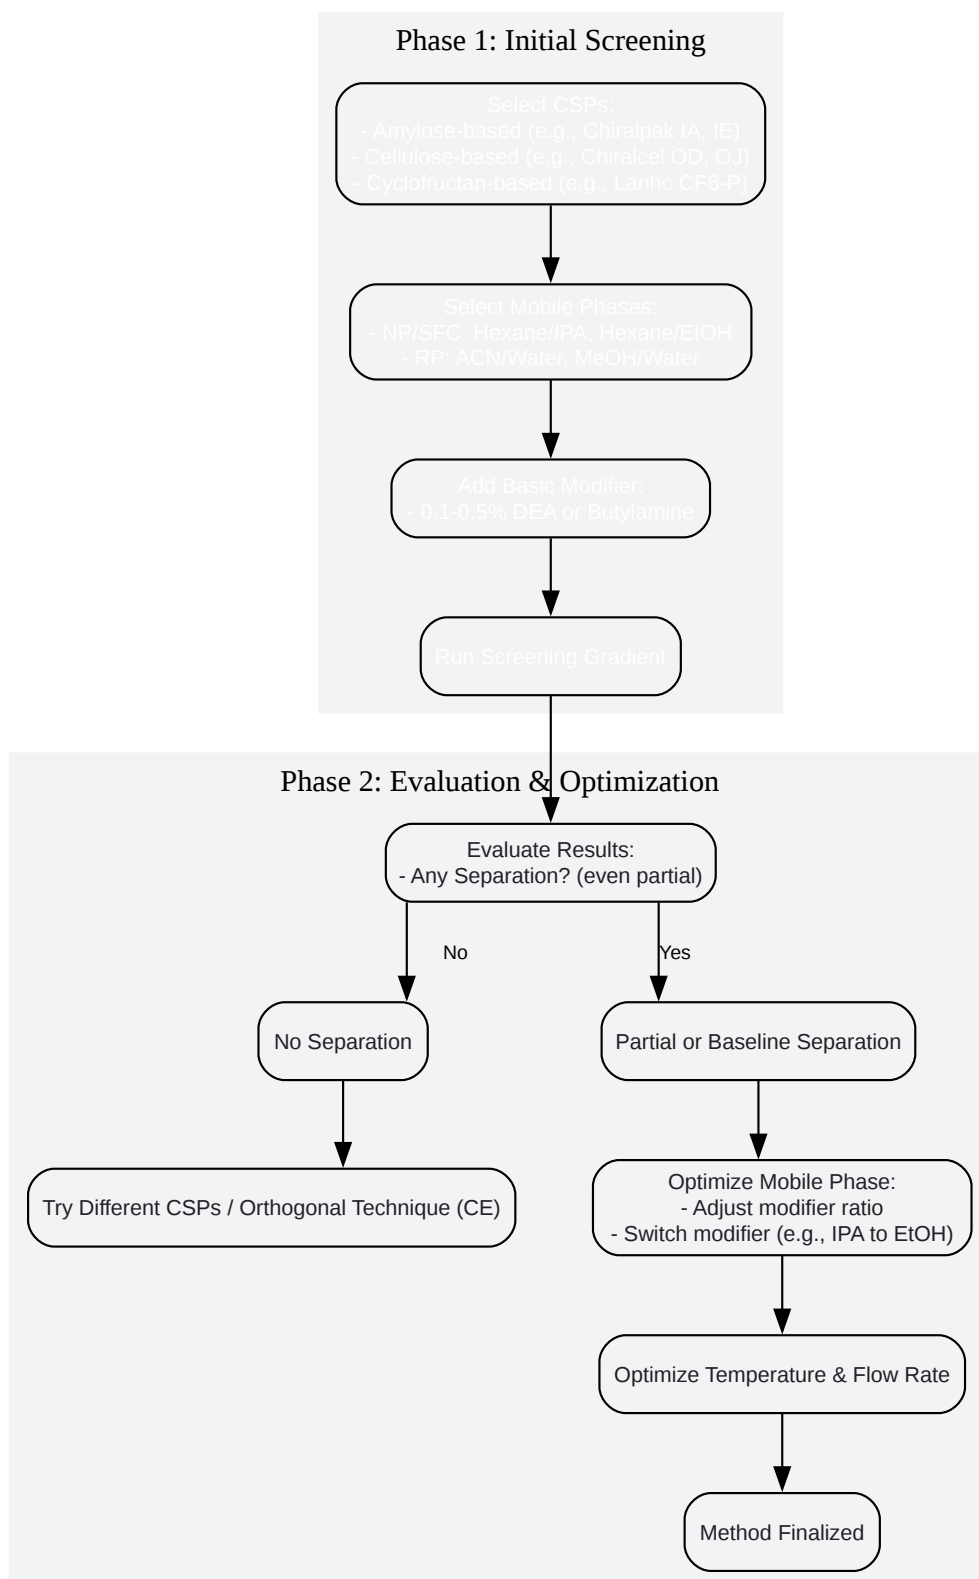 Phase 1: Initial Screening
Select CSPs:
- Amylose-based (e.g., Chiralpak IA, IE)
- Cellulose-based (e.g., Chiralcel OD, OJ)
- Cyclofructan-based (e.g., Larihc CF6-P)
Select Mobile Phases:
- NP/SFC: Hexane/IPA, Hexane/EtOH
- RP: ACN/Water, MeOH/Water
Add Basic Modifier:
- 0.1-0.5% DEA or Butylamine
Run Screening Gradient
Phase 2: Evaluation & Optimization
Evaluate Results:
- Any Separation? (even partial)
No
Yes
No Separation
Partial or Baseline Separation
Try Different CSPs / Orthogonal Technique (CE)
Optimize Mobile Phase:
- Adjust modifier ratio
- Switch modifier (e.g., IPA to EtOH)
Optimize Temperature & Flow Rate
Method Finalized